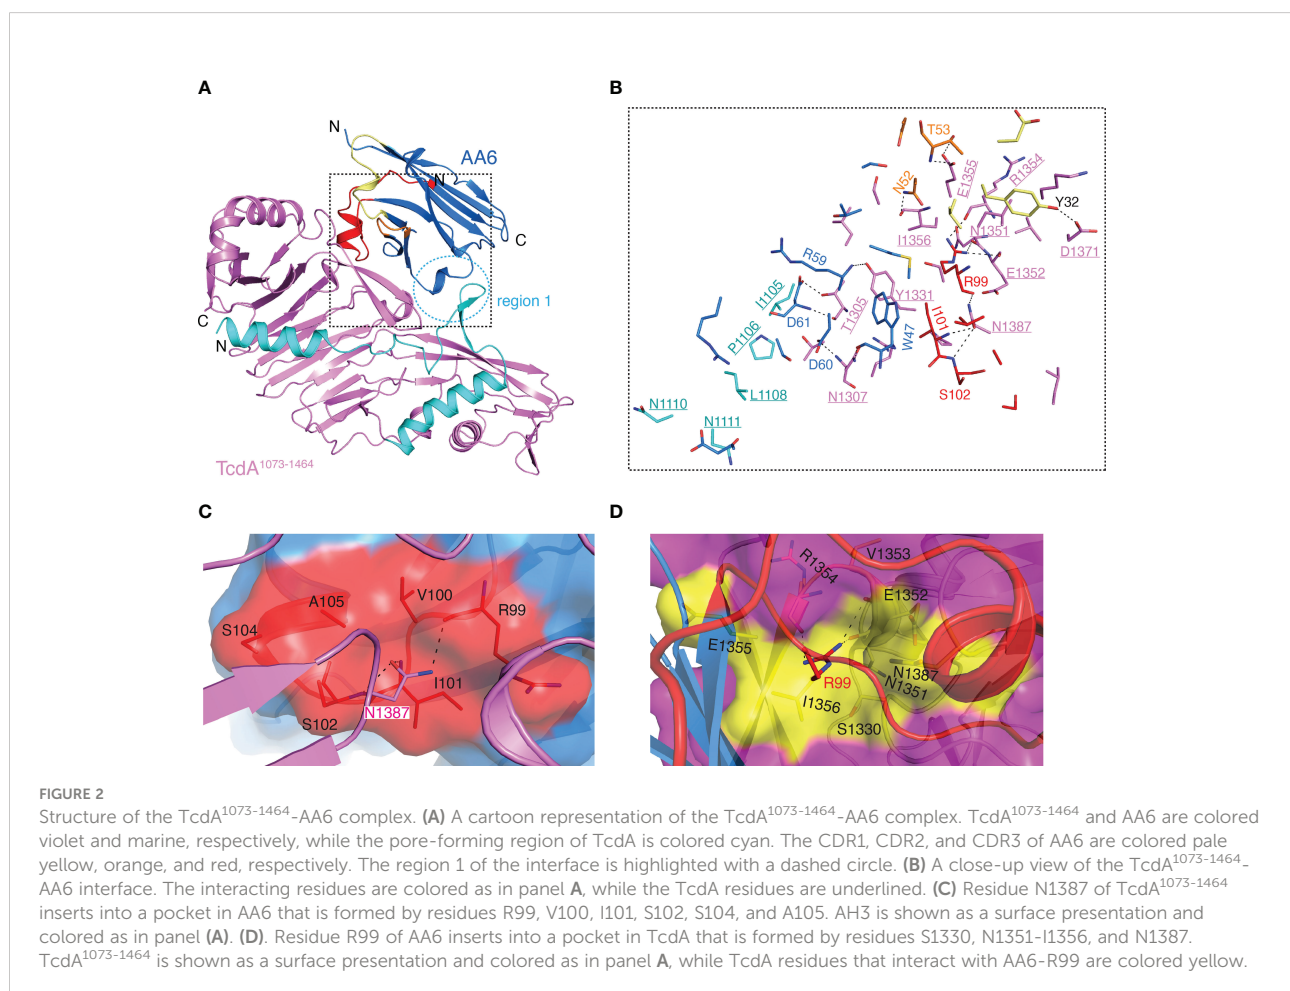 A
B
N
AA6
N
C
region 1
C
N
TcdA1073-1464
T53
N52
E1355
R1354
Y32
I1356
N1351
D1371
E1352
R99
R59
I1105
D61
T1305
Y1331
I101
N1387
P1106
D60
W47
S102
L1108
N1307
N1110
N1111
C
D
A105
V100
R99
S104
I101
S102
N1387
V1353
R1354
E1352
E1355
N1387
R99
N1351
I1356
S1330
FIGURE 2
Structure of the TcdA1073-1464-AA6 complex. (A) A cartoon representation of the TcdA1073-1464-AA6 complex. TcdA1073-1464 and AA6 are colored
violet and marine, respectively, while the pore-forming region of TcdA is colored cyan. The CDR1, CDR2, and CDR3 of AA6 are colored pale
yellow, orange, and red, respectively. The region 1 of the interface is highlighted with a dashed circle. (B) A close-up view of the TcdA1073-1464-
AA6 interface. The interacting residues are colored as in panel A, while the TcdA residues are underlined. (C) Residue N1387 of TcdA1073-1464
inserts into a pocket in AA6 that is formed by residues R99, V100, I101, S102, S104, and A105. AH3 is shown as a surface presentation and
colored as in panel (A). (D). Residue R99 of AA6 inserts into a pocket in TcdA that is formed by residues S1330, N1351-I1356, and N1387.
TcdA1073-1464 is shown as a surface presentation and colored as in panel A, while TcdA residues that interact with AA6-R99 are colored yellow.